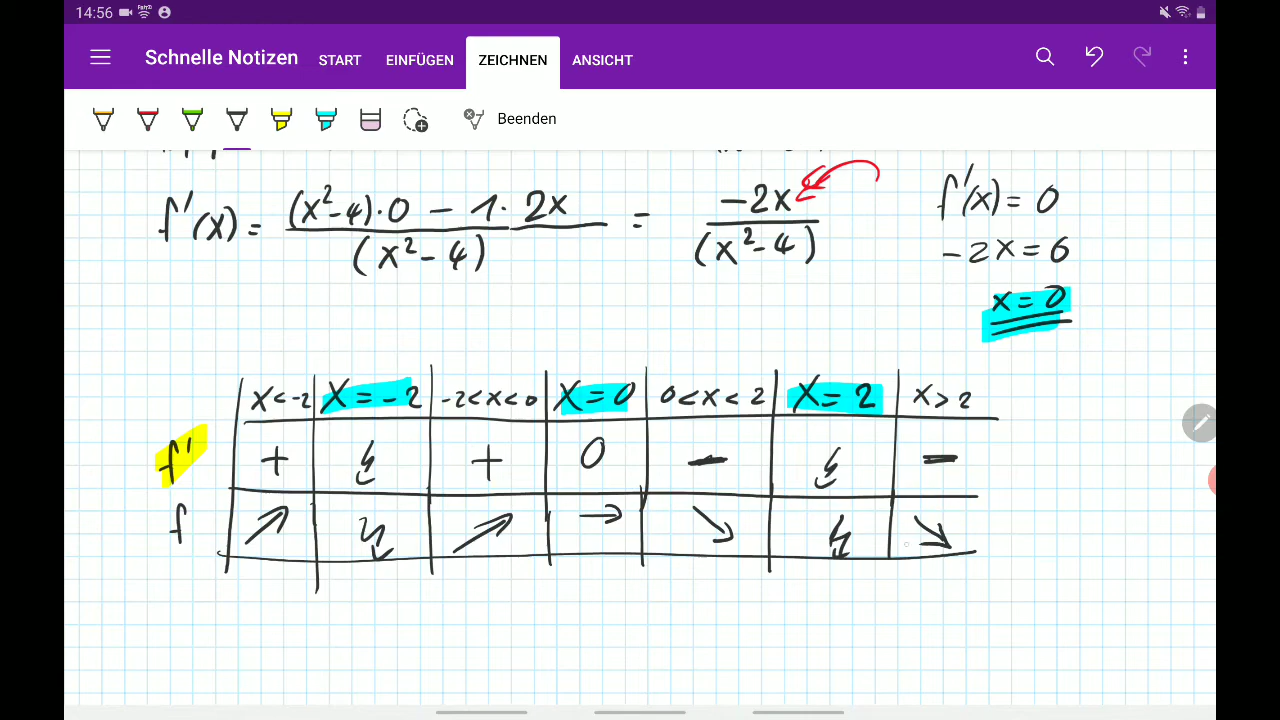 14:56
Schnelle Notizen START EINFÜGEN ZEICHNEN ANSICHT
Beenden
f'(x) = (x²-4)·0 - 1·2x / (x²-4) = -2x / (x²-4)
f'(x) = 0
-2x = 0
x = 0
x < -2 x = -2 -2 < x < 0 x = 0 0 < x < 2 x = 2 x > 2
f' + ↯ + 0 - ↯ -
f ↗ ↯ ↗ → ↘ ↯ ↘